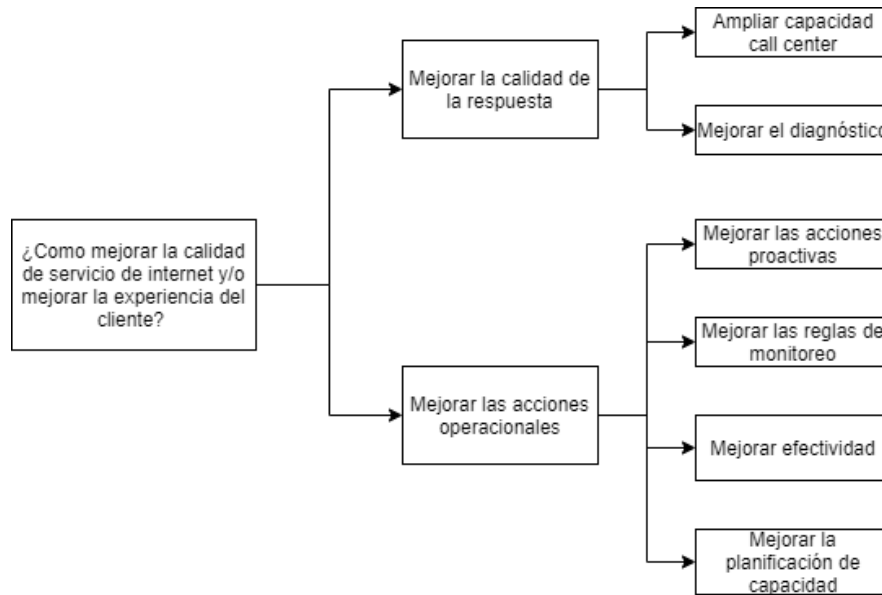 Ampliar capacidad
call center
Mejorar la calidad de
la respuesta
Mejorar el diagnóstico
¿Como mejorar la calidad
de servicio de internet y/o
mejorar la experiencia del
cliente?
Mejorar las acciones
proactivas
Mejorar las reglas de
monitoreo
Mejorar las acciones
operacionales
Mejorar efectividad
Mejorar la
planificación de
capacidad